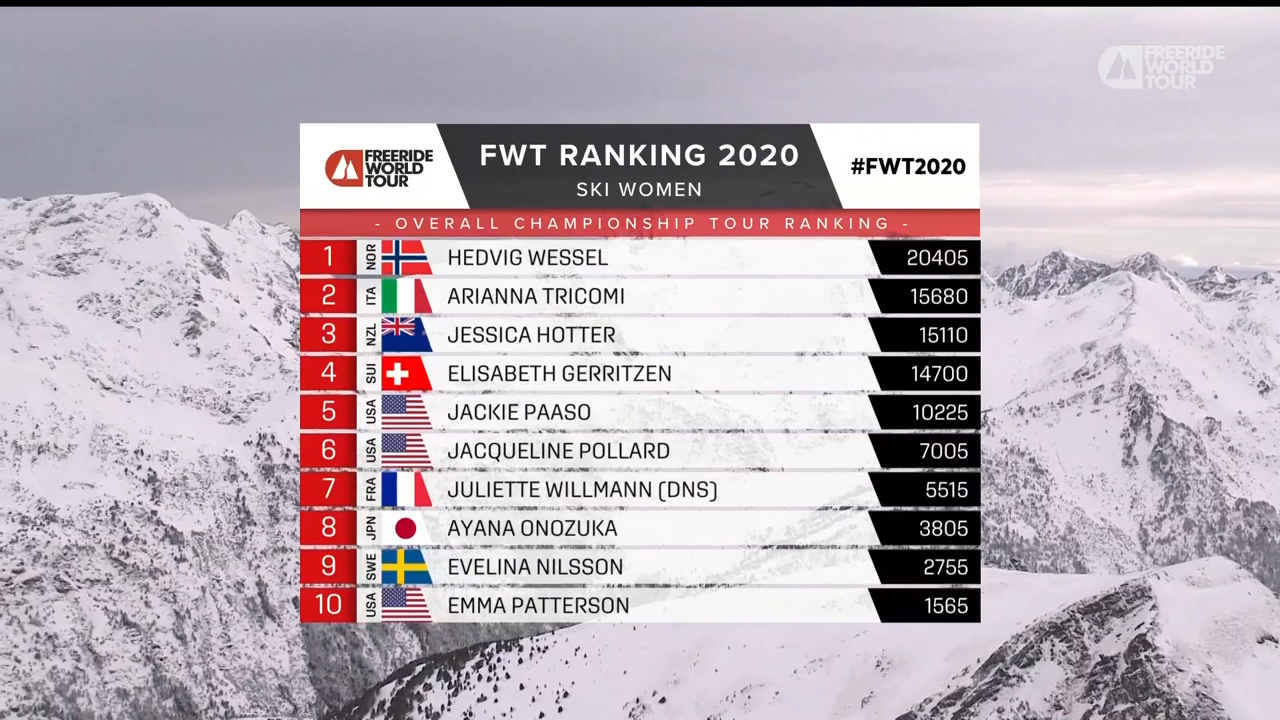 FREERIDE
WORLD
TOUR
FREERIDE
WORLD
TOUR
FWT RANKING 2020
SKI WOMEN
#FWT2020
- OVERALL CHAMPIONSHIP TOUR RANKING -
1 NOR HEDVIG WESSEL 20405
2 ITA ARIANNA TRICOMI 15680
3 NZL JESSICA HOTTER 15110
4 SUI ELISABETH GERRITZEN 14700
5 USA JACKIE PAASO 10225
6 USA JACQUELINE POLLARD 7005
7 FRA JULIETTE WILLMANN (DNS) 5515
8 JPN AYANA ONOZUKA 3805
9 SWE EVELINA NILSSON 2755
10 USA EMMA PATTERSON 1565